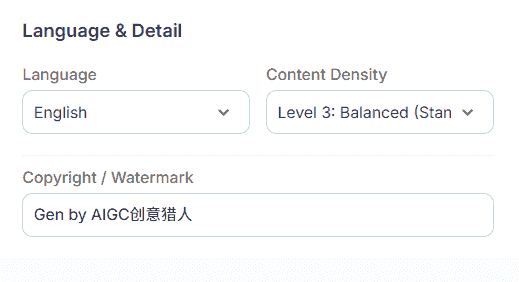 Language & Detail
Language
Content Density
English
Level 3: Balanced (Stan
Copyright / Watermark
Gen by AIGC创意猎人